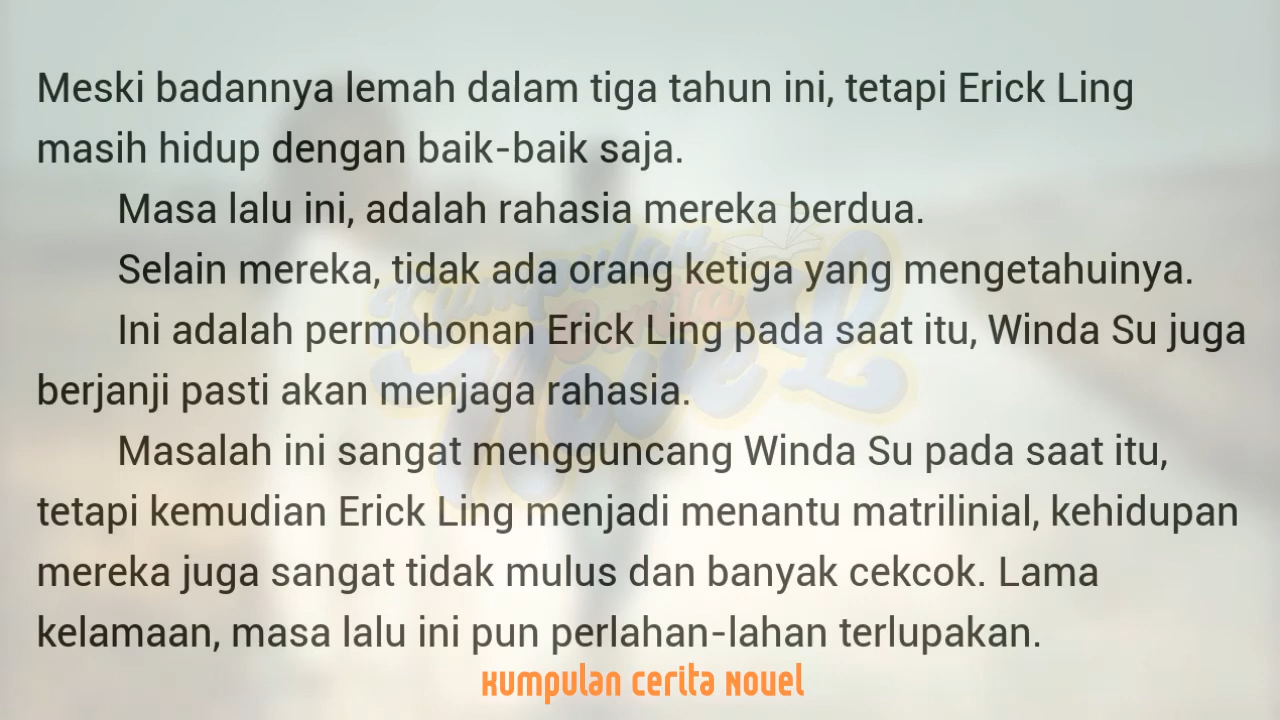 Meski badannya lemah dalam tiga tahun ini, tetapi Erick Ling
masih hidup dengan baik-baik saja.
Masa lalu ini, adalah rahasia mereka berdua.
Selain mereka, tidak ada orang ketiga yang mengetahuinya.
Ini adalah permohonan Erick Ling pada saat itu, Winda Su juga
berjanji pasti akan menjaga rahasia.
Masalah ini sangat mengguncang Winda Su pada saat itu,
tetapi kemudian Erick Ling menjadi menantu matrilinial, kehidupan
mereka juga sangat tidak mulus dan banyak cekcok. Lama
kelamaan, masa lalu ini pun perlahan-lahan terlupakan.
Kumpulan Cerita Novel
Kumpulan
Cerita
Novel